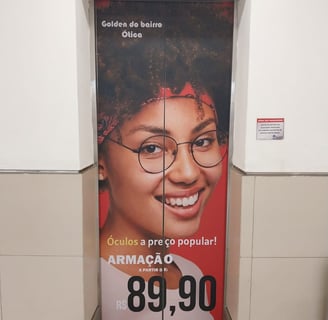 Golden do bairro
Ótica
Óculos a preço popular!
ARMAÇÃO
A PARTIR D
R$ 89,90